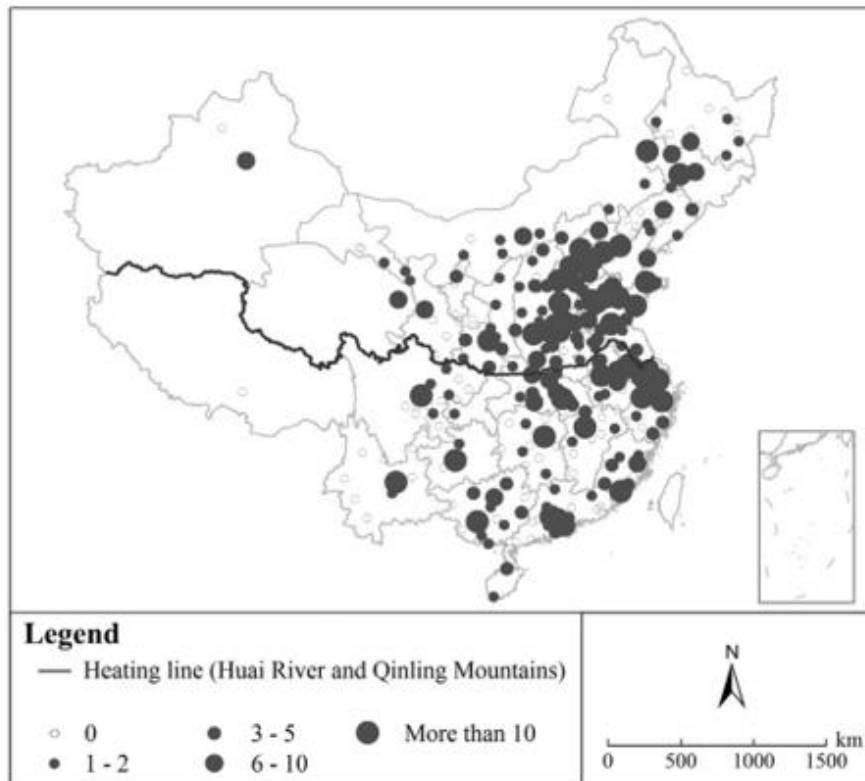 Legend
Heating line (Huai River and Qinling Mountains)
0
3 - 5
More than 10
1 - 2
6 - 10
N
km
0 500 1000 1500